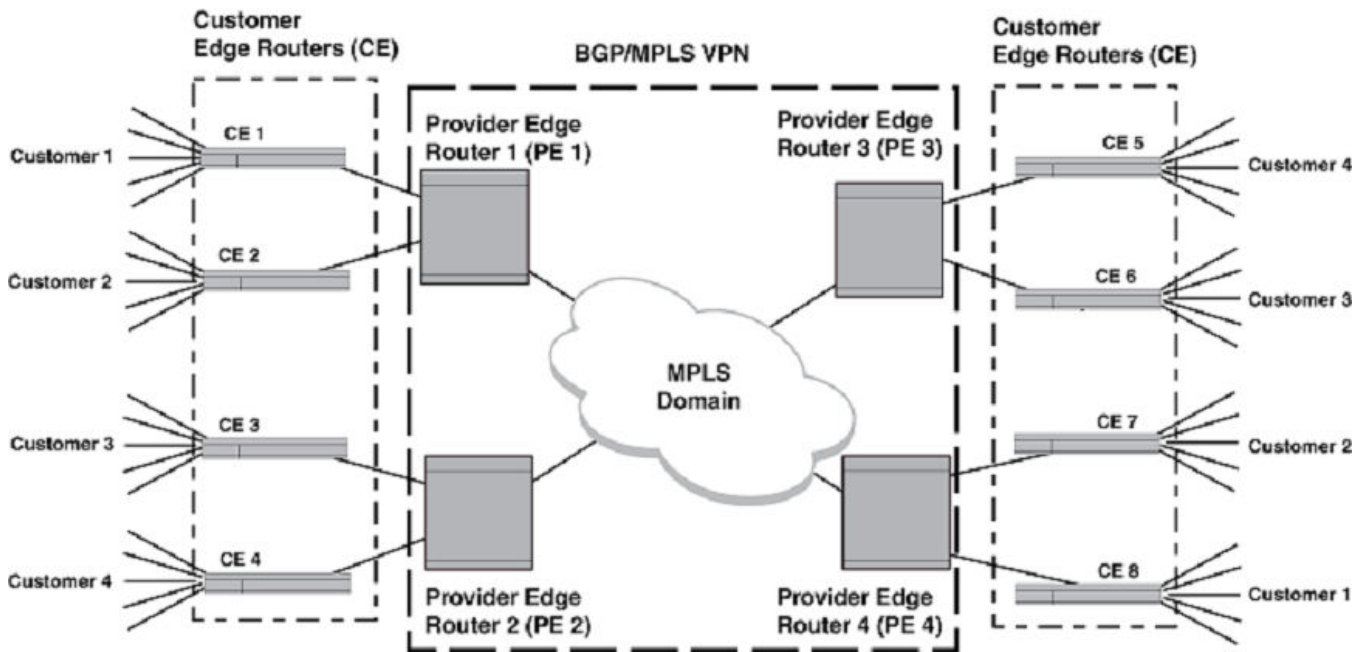 Customer
Edge Routers (CE)
BGP/MPLS VPN
Customer
Edge Routers (CE)
CE 1
Customer 1
CE 2
Customer 2
CE 3
Customer 3
CE 4
Customer 4
Provider Edge
Router 1 (PE 1)
Provider Edge
Router 3 (PE 3)
MPLS
Domain
Provider Edge
Router 2 (PE 2)
Provider Edge
Router 4 (PE 4)
CE 5
Customer 4
CE 6
Customer 3
CE 7
Customer 2
CE 8
Customer 1